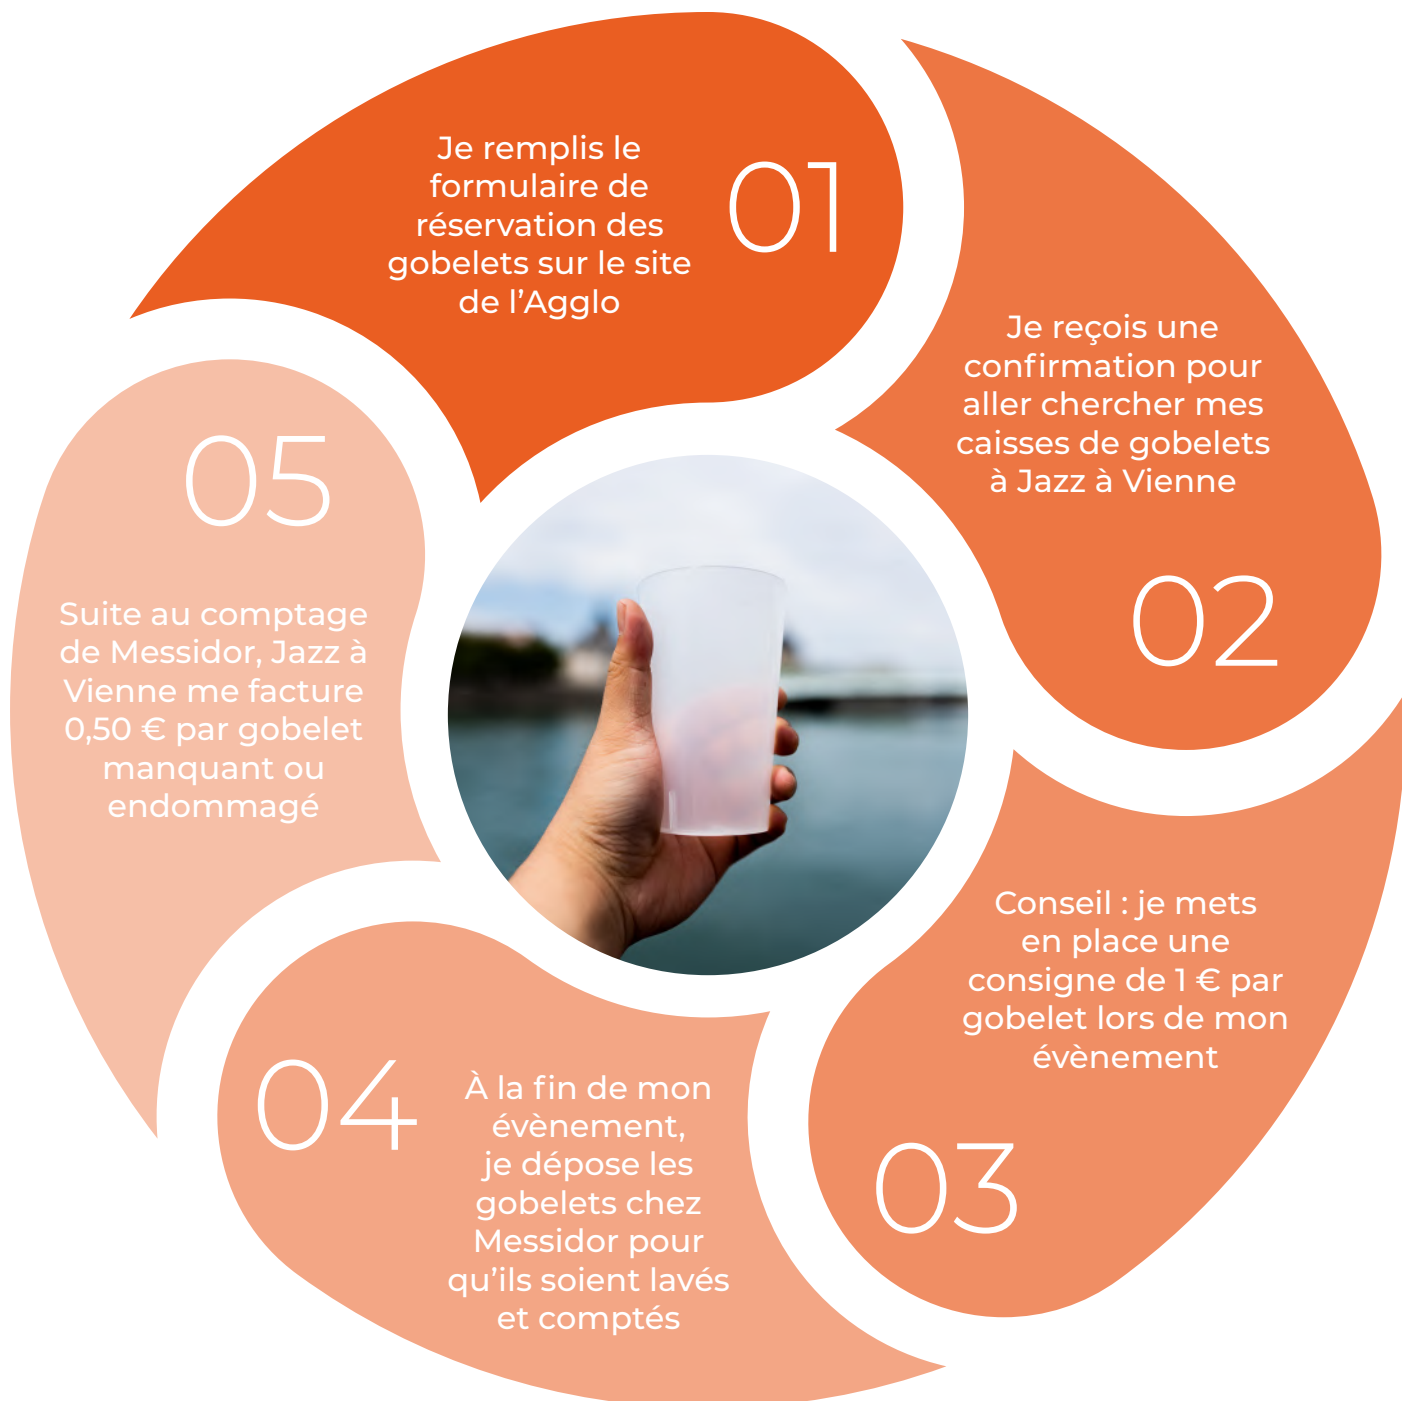 Je remplis le
formulaire de
réservation des
gobelets sur le site
de l’Agglo
01
Je reçois une
confirmation pour
aller chercher mes
caisses de gobelets
à Jazz à Vienne
02
Conseil : je mets
en place une
consigne de 1 € par
gobelet lors de mon
évènement
03
04
À la fin de mon
évènement,
je dépose les
gobelets chez
Messidor pour
qu’ils soient lavés
et comptés
05
Suite au comptage
de Messidor, Jazz à
Vienne me facture
0,50 € par gobelet
manquant ou
endommagé